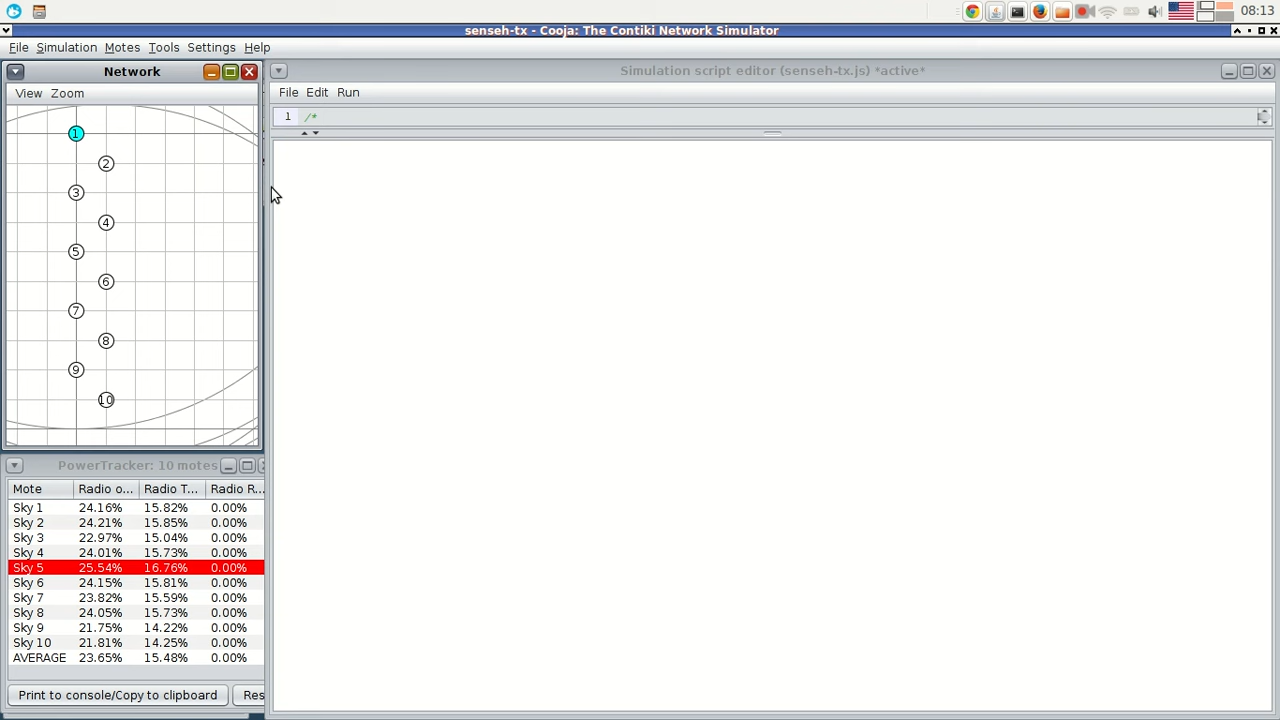 08:13
senseh-tx - Cooja: The Contiki Network Simulator
File Simulation Motes Tools Settings Help
Network
View Zoom
1
2
3
4
5
6
7
8
9
10
PowerTracker: 10 motes
Mote Radio o... Radio T... Radio R...
Sky 1 24.16% 15.82% 0.00%
Sky 2 24.21% 15.85% 0.00%
Sky 3 22.97% 15.04% 0.00%
Sky 4 24.01% 15.73% 0.00%
Sky 5 25.54% 16.76% 0.00%
Sky 6 24.15% 15.81% 0.00%
Sky 7 23.82% 15.59% 0.00%
Sky 8 24.05% 15.73% 0.00%
Sky 9 21.75% 14.22% 0.00%
Sky 10 21.81% 14.25% 0.00%
AVERAGE 23.65% 15.48% 0.00%
Print to console/Copy to clipboard Res
Simulation script editor (senseh-tx.js) *active*
File Edit Run
1 /*